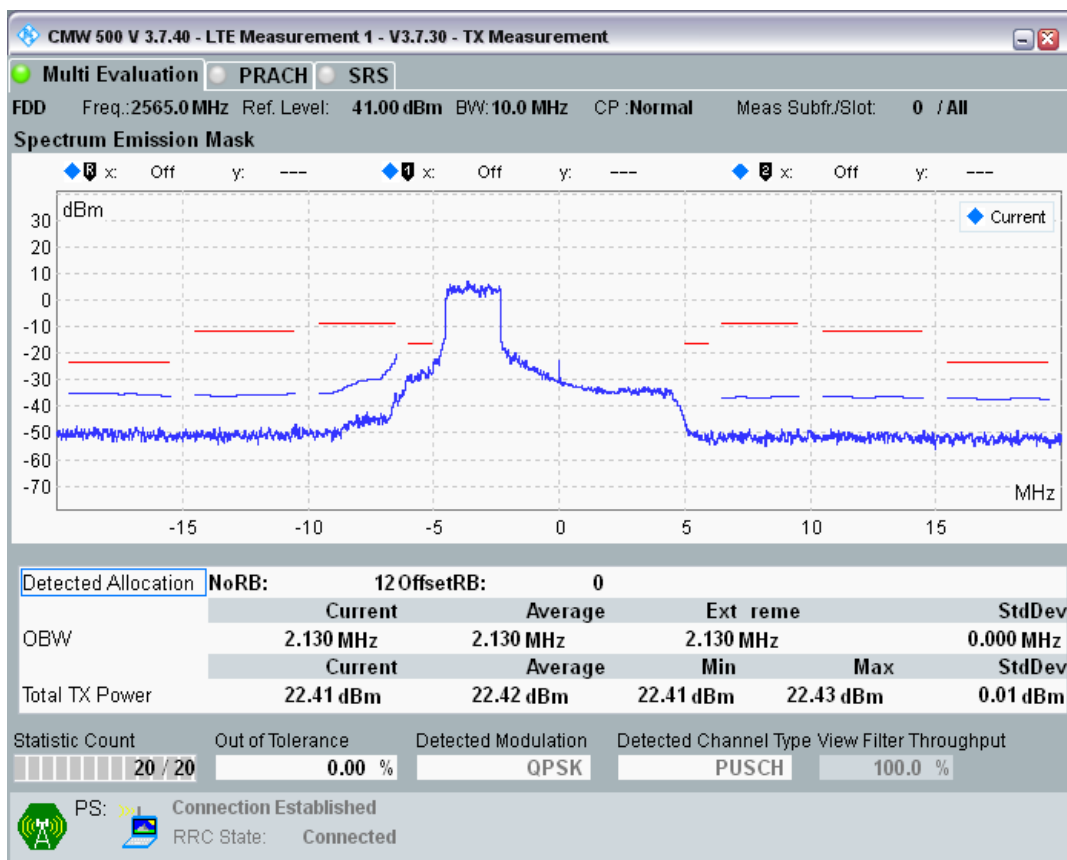 CMW 500 V 3.7.40 - LTE Measurement 1 - V3.7.30 - TX Measurement
Multi Evaluation PRACH SRS
FDD Freq.:2565.0 MHz Ref. Level: 41.00 dBm BW:10.0 MHz CP :Normal Meas Subfr./Slot: 0 / All
Spectrum Emission Mask
R x: Off y: --- 1 x: Off y: --- 2 x: Off y: ---
dBm
Current
30
20
10
0
-10
-20
-30
-40
-50
-60
-70
MHz
-15 -10 -5 0 5 10 15
Detected Allocation NoRB: 12 OffsetRB: 0
Current Average Ext reme StdDev
OBW 2.130 MHz 2.130 MHz 2.130 MHz 0.000 MHz
Current Average Min Max StdDev
Total TX Power 22.41 dBm 22.42 dBm 22.41 dBm 22.43 dBm 0.01 dBm
Statistic Count Out of Tolerance Detected Modulation Detected Channel Type View Filter Throughput
20 / 20 0.00 % QPSK PUSCH 100.0 %
PS: Connection Established
RRC State: Connected